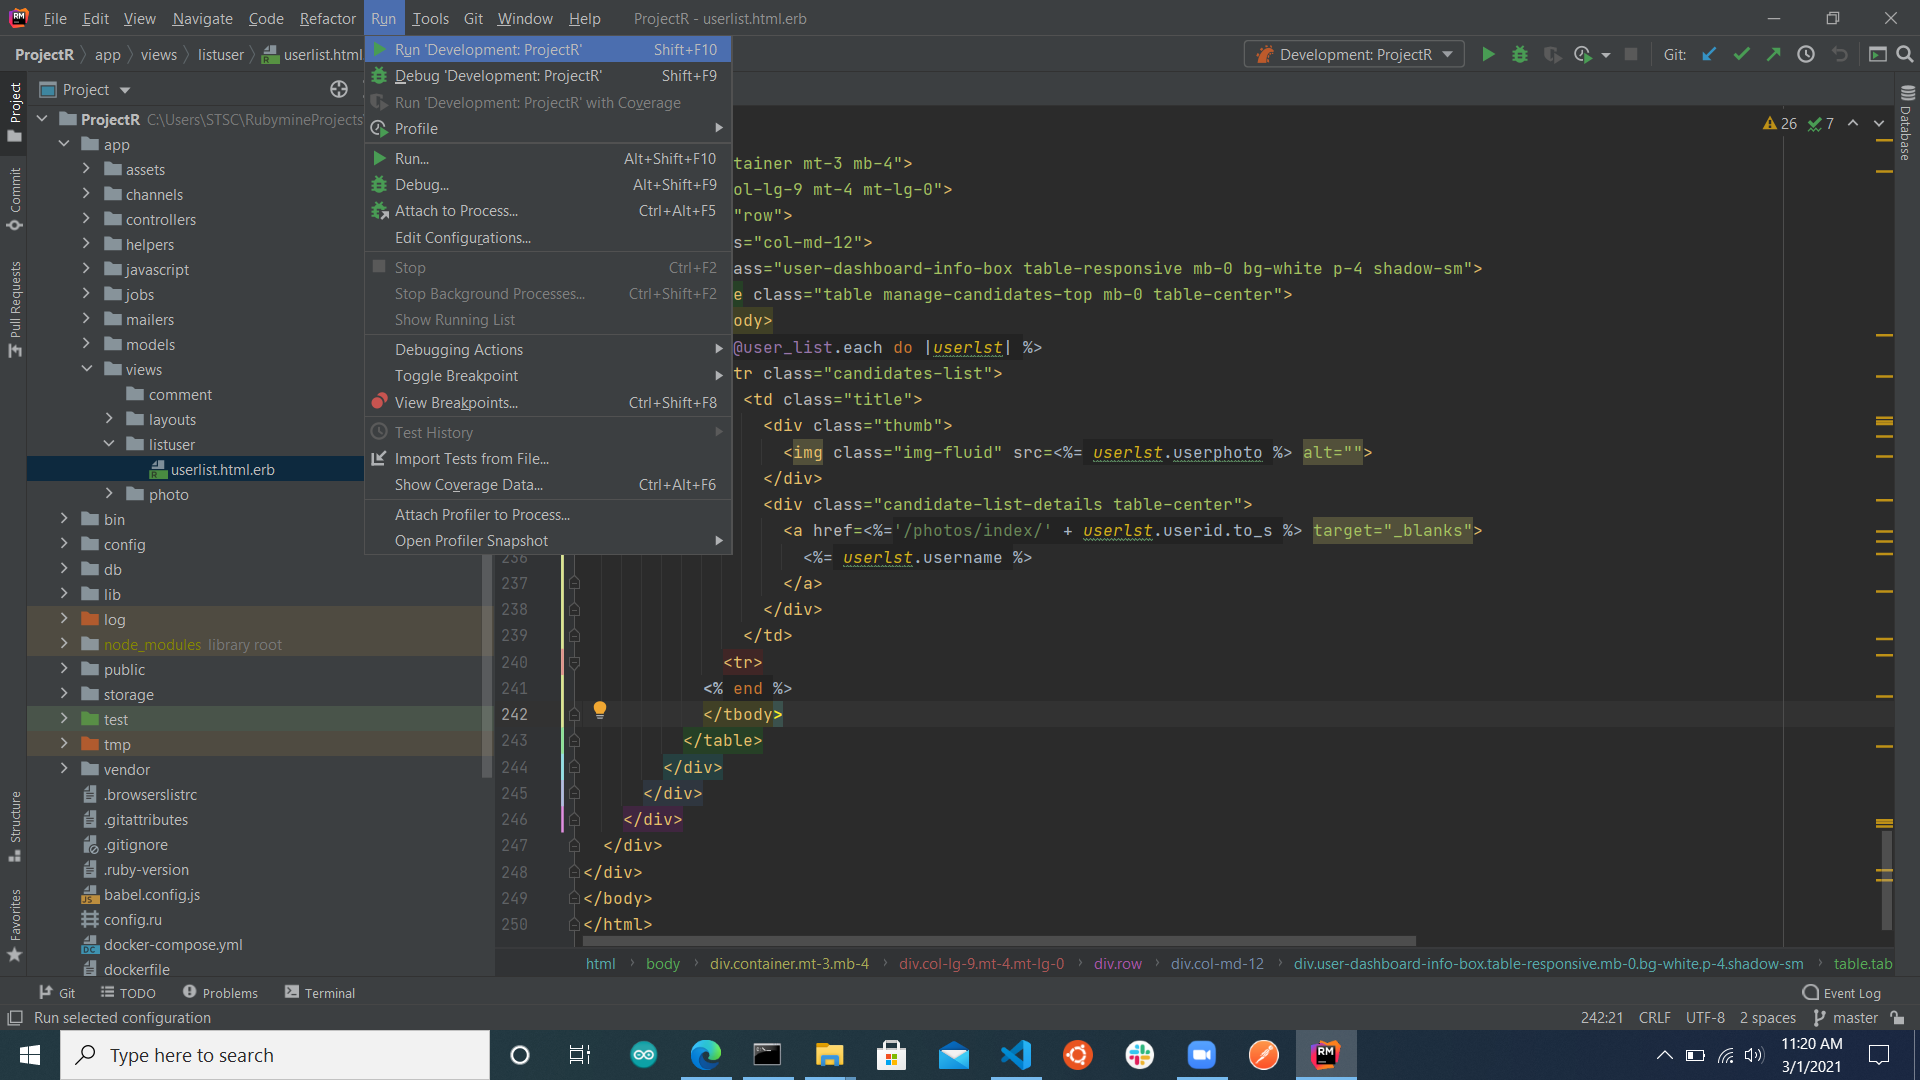 File Edit View Navigate Code Refactor Run Tools Git Window Help ProjectR - userlist.html.erb
ProjectR app views listuser userlist.html
Development: ProjectR Git:
Project
Run 'Development: ProjectR' Shift+F10
Debug 'Development: ProjectR' Shift+F9
Run 'Development: ProjectR' with Coverage
Profile
Run... Alt+Shift+F10
Debug... Alt+Shift+F9
Attach to Process... Ctrl+Alt+F5
Edit Configurations...
Stop Ctrl+F2
Stop Background Processes... Ctrl+Shift+F2
Show Running List
Debugging Actions
Toggle Breakpoint
View Breakpoints... Ctrl+Shift+F8
Test History
Import Tests from File...
Show Coverage Data... Ctrl+Alt+F6
Attach Profiler to Process...
Open Profiler Snapshot
Project
Commit
Pull Requests
Structure
Favorites
ProjectR C:\Users\STSC\RubymineProjects
app
assets
channels
controllers
helpers
javascript
jobs
mailers
models
views
comment
layouts
listuser
userlist.html.erb
photo
bin
config
db
lib
log
node_modules library root
public
storage
test
tmp
vendor
.browserslistrc
.gitattributes
.gitignore
.ruby-version
babel.config.js
config.ru
docker-compose.yml
dockerfile
26 7
Database
tainer mt-3 mb-4">
ol-lg-9 mt-4 mt-lg-0">
"row">
s="col-md-12">
ass="user-dashboard-info-box table-responsive mb-0 bg-white p-4 shadow-sm">
e class="table manage-candidates-top mb-0 table-center">
ody>
@user_list.each do |userlst| %>
tr class="candidates-list">
<td class="title">
<div class="thumb">
<img class="img-fluid" src=<%= userlst.userphoto %> alt="">
</div>
<div class="candidate-list-details table-center">
<a href=<%='/photos/index/' + userlst.userid.to_s %> target="_blanks">
236 <%= userlst.username %>
237 </a>
238 </div>
239 </td>
240 <tr>
241 <% end %>
242 </tbody>
243 </table>
244 </div>
245 </div>
246 </div>
247 </div>
248 </div>
249 </body>
250 </html>
html body div.container.mt-3.mb-4 div.col-lg-9.mt-4.mt-lg-0 div.row div.col-md-12 div.user-dashboard-info-box.table-responsive.mb-0.bg-white.p-4.shadow-sm table.tab
Git TODO Problems Terminal Event Log
Run selected configuration 242:21 CRLF UTF-8 2 spaces master
Type here to search
11:20 AM
3/1/2021